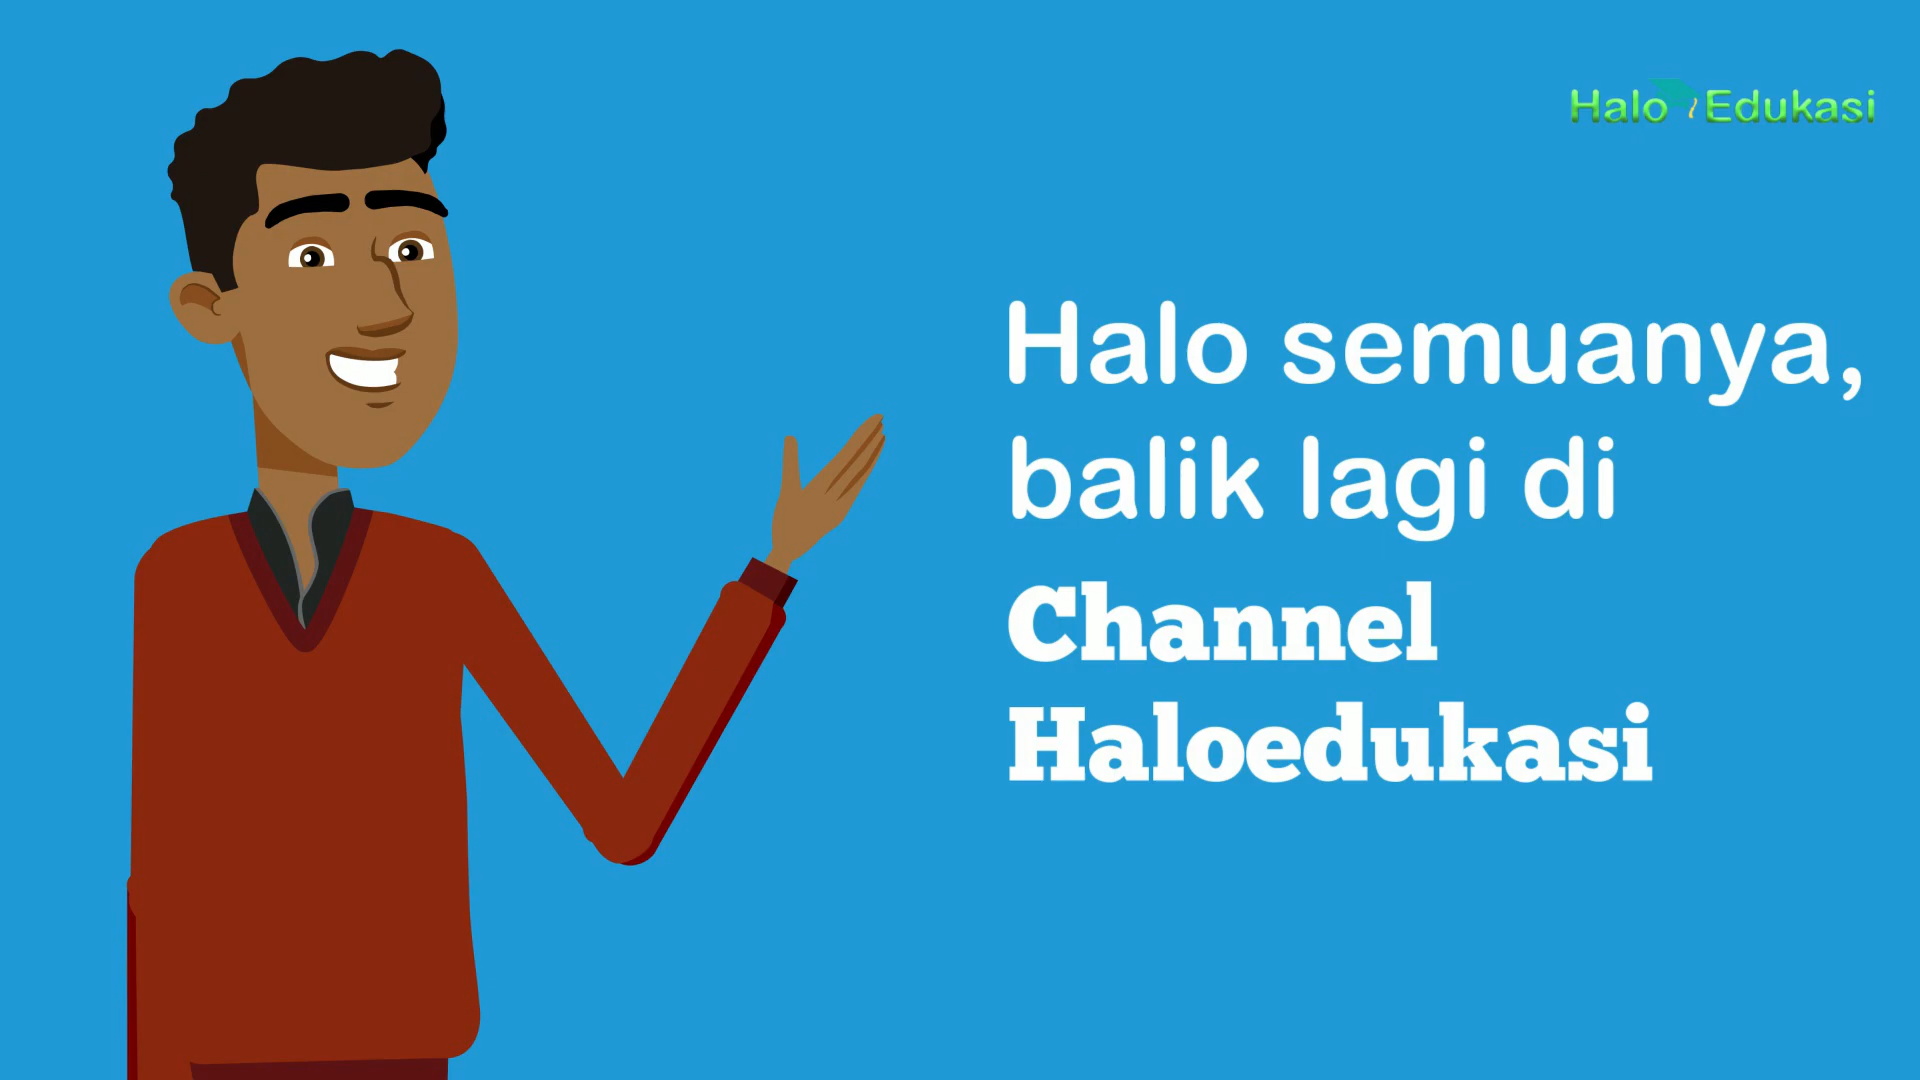 Halo Edukasi
Halo semuanya,
balik lagi di
Channel
Haloedukasi